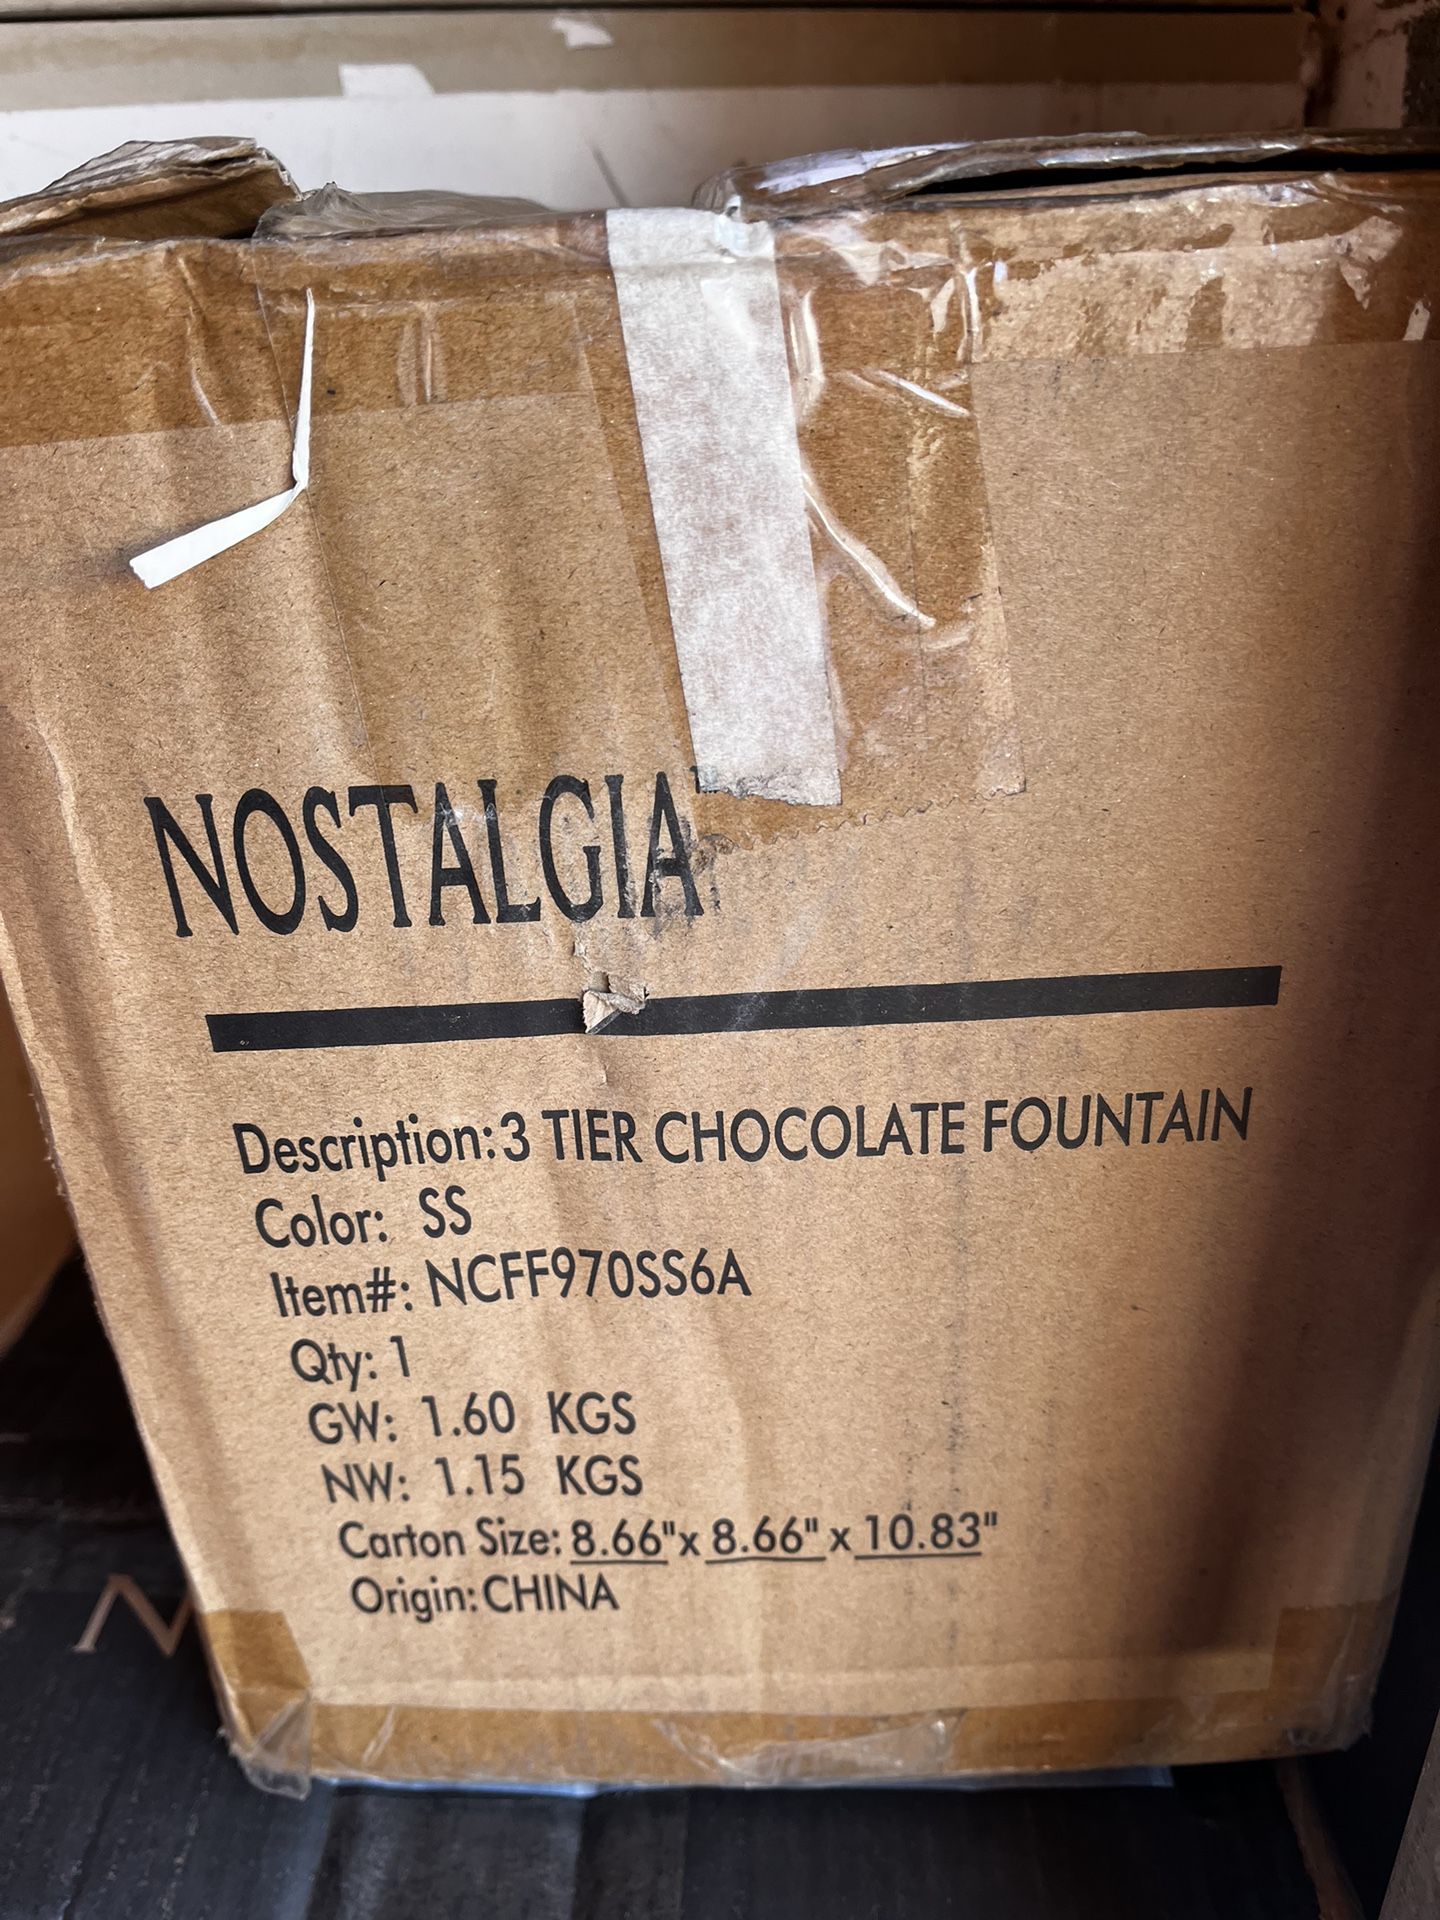 NOSTALGIA™
Description: 3 TIER CHOCOLATE FOUNTAIN
Color: SS
Item#: NCFF970SS6A
Qty: 1
GW: 1.60 KGS
NW: 1.15 KGS
Carton Size: 8.66"x 8.66" x 10.83"
Origin: CHINA